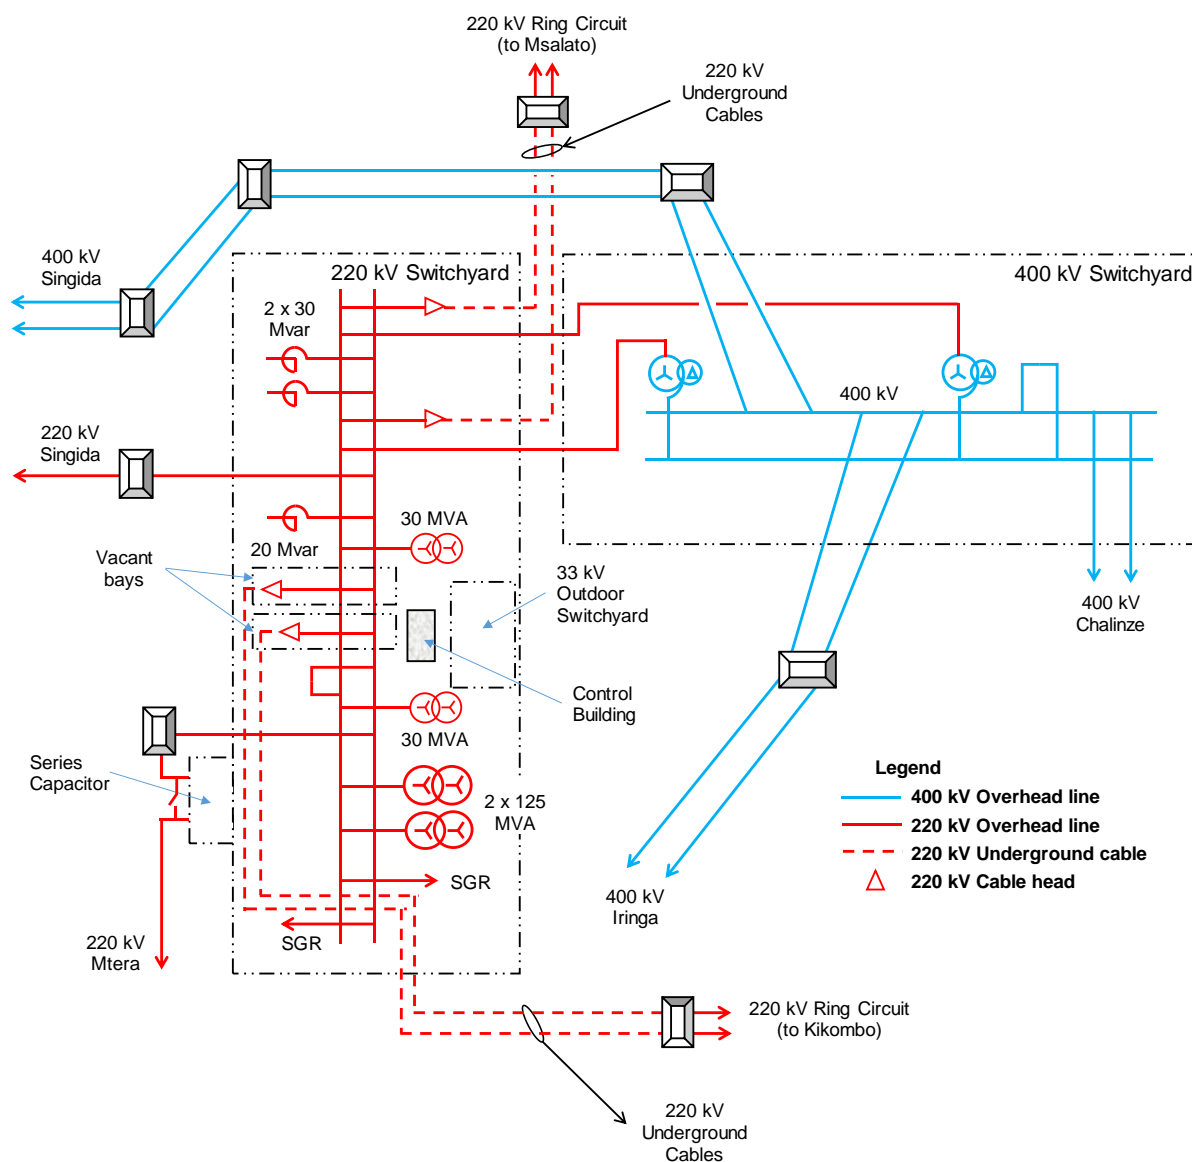 220 kV Ring Circuit
(to Msalato)
220 kV
Underground
Cables
400 kV
Singida
220 kV Switchyard
400 kV Switchyard
2 x 30
Mvar
400 kV
220 kV
Singida
30 MVA
20 Mvar
Vacant
bays
33 kV
Outdoor
Switchyard
400 kV
Chalinze
Control
Building
30 MVA
Series
Capacitor
2 x 125
MVA
Legend
400 kV Overhead line
220 kV Overhead line
220 kV Underground cable
220 kV Cable head
SGR
400 kV
Iringa
SGR
220 kV
Mtera
220 kV Ring Circuit
(to Kikombo)
220 kV
Underground
Cables